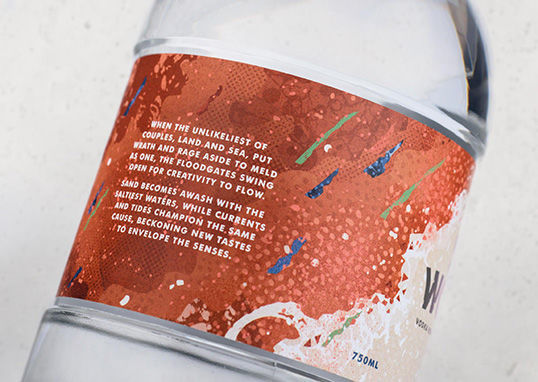 WHEN THE UNLIKELIEST OF
COUPLES, LAND AND SEA, PUT
WRATH AND RAGE ASIDE TO MELD
AS ONE, THE FLOODGATES SWING
OPEN FOR CREATIVITY TO FLOW.
SAND BECOMES AWASH WITH THE
SALTIEST WATERS, WHILE CURRENTS
AND TIDES CHAMPION THE SAME
CAUSE, BECKONING NEW TASTES
TO ENVELOPE THE SENSES.
W
VODKA
750ML